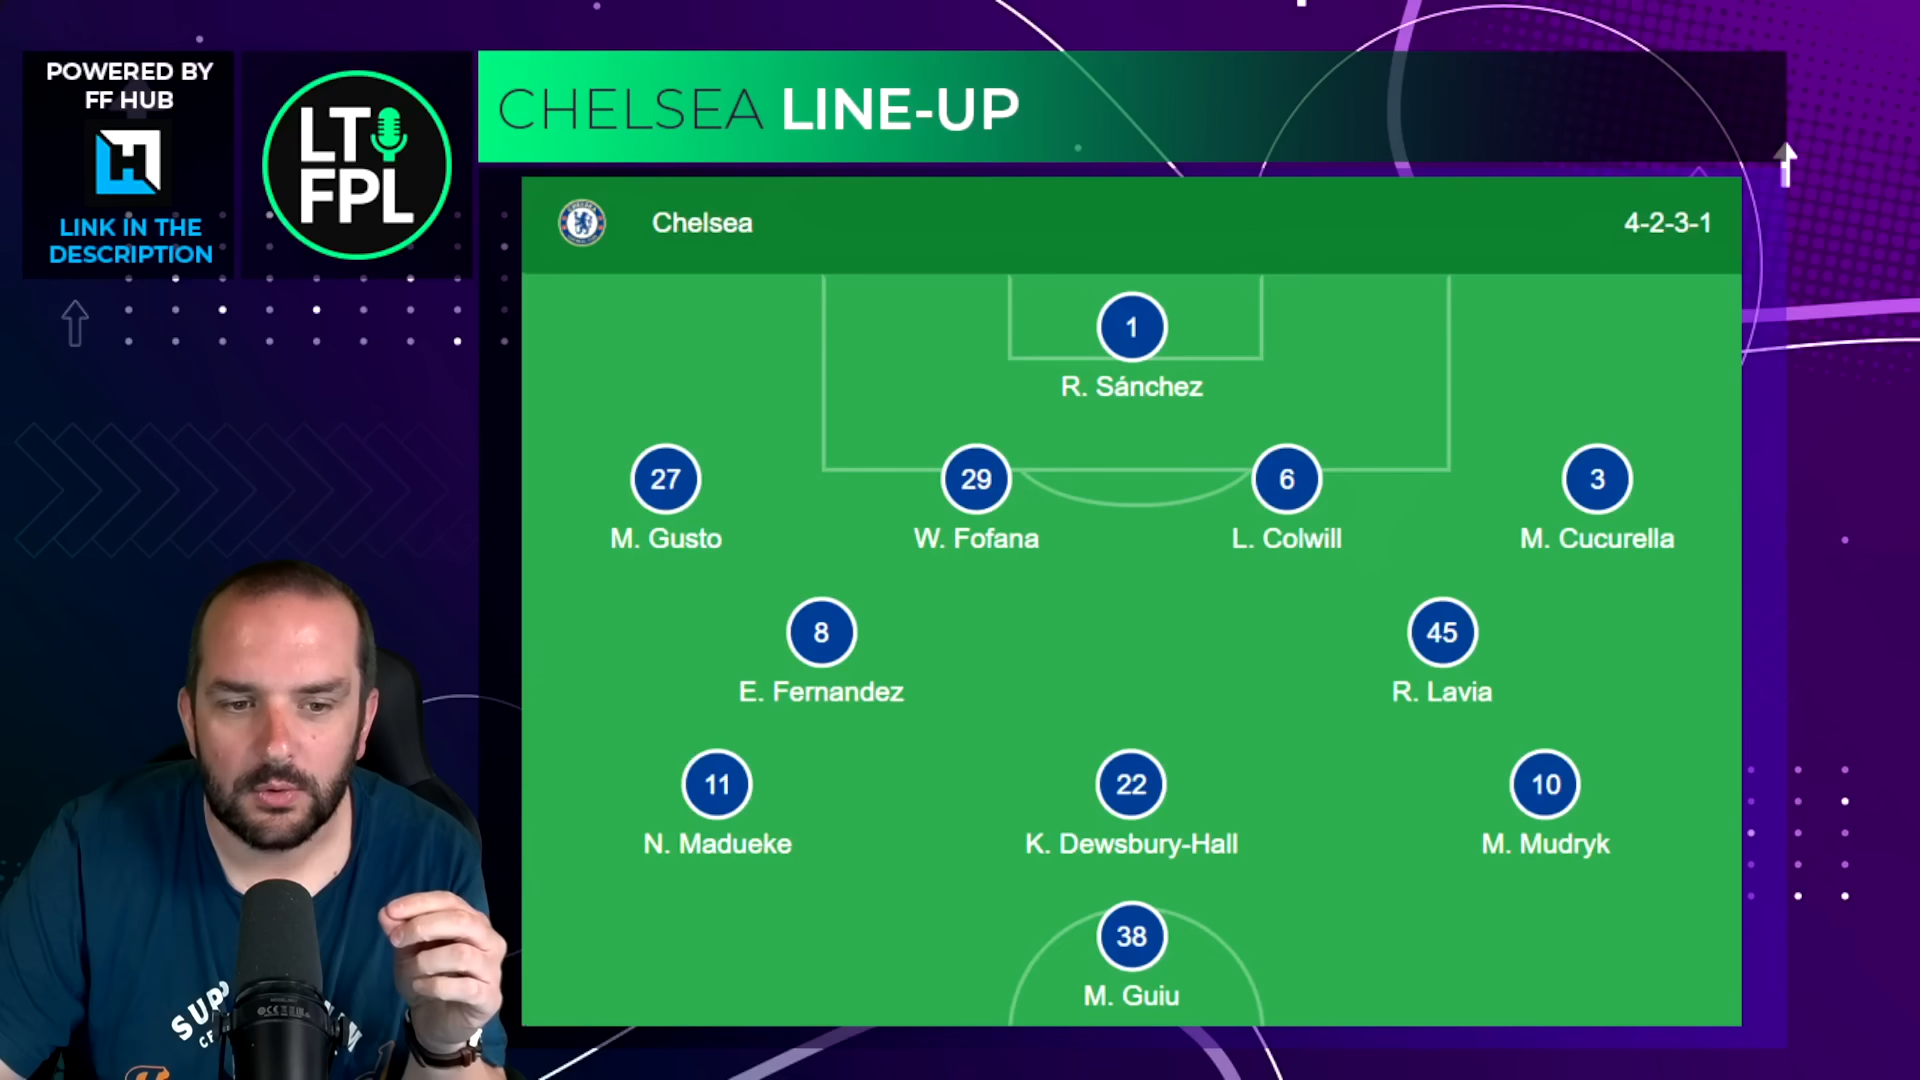 POWERED BY
FF HUB
LINK IN THE
DESCRIPTION
LT
FPL
CHELSEA LINE-UP
Chelsea
4-2-3-1
1
R. Sánchez
27
29
6
3
M. Gusto
W. Fofana
L. Colwill
M. Cucurella
8
45
E. Fernandez
R. Lavia
11
22
10
N. Madueke
K. Dewsbury-Hall
M. Mudryk
38
M. Guiu